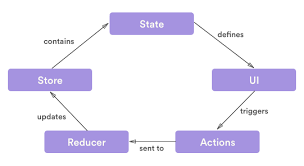 State
contains
defines
Store
UI
updates
triggers
Reducer
sent to
Actions